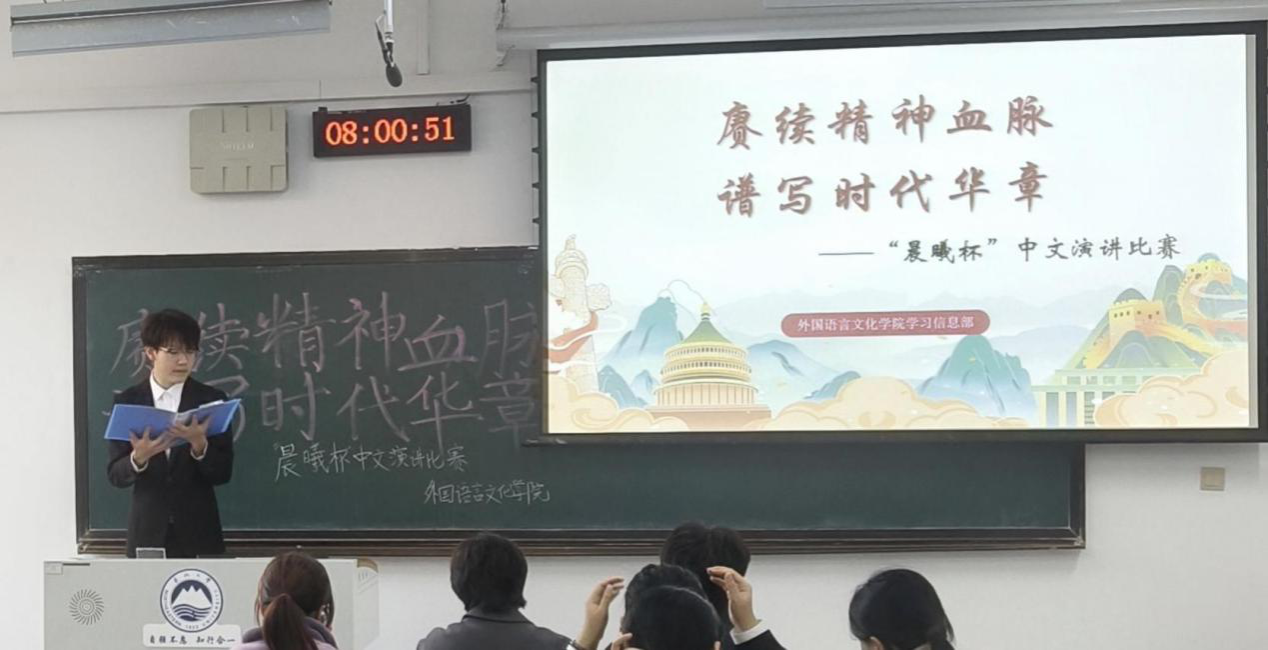 08:00:51
赓续精神血脉
谱写时代华章
——“晨曦杯”中文演讲比赛
外国语言文化学院学习信息部
赓续精神血脉
写时代华章
晨曦杯中文演讲比赛
外国语言文化学院
自强不息 知行合一